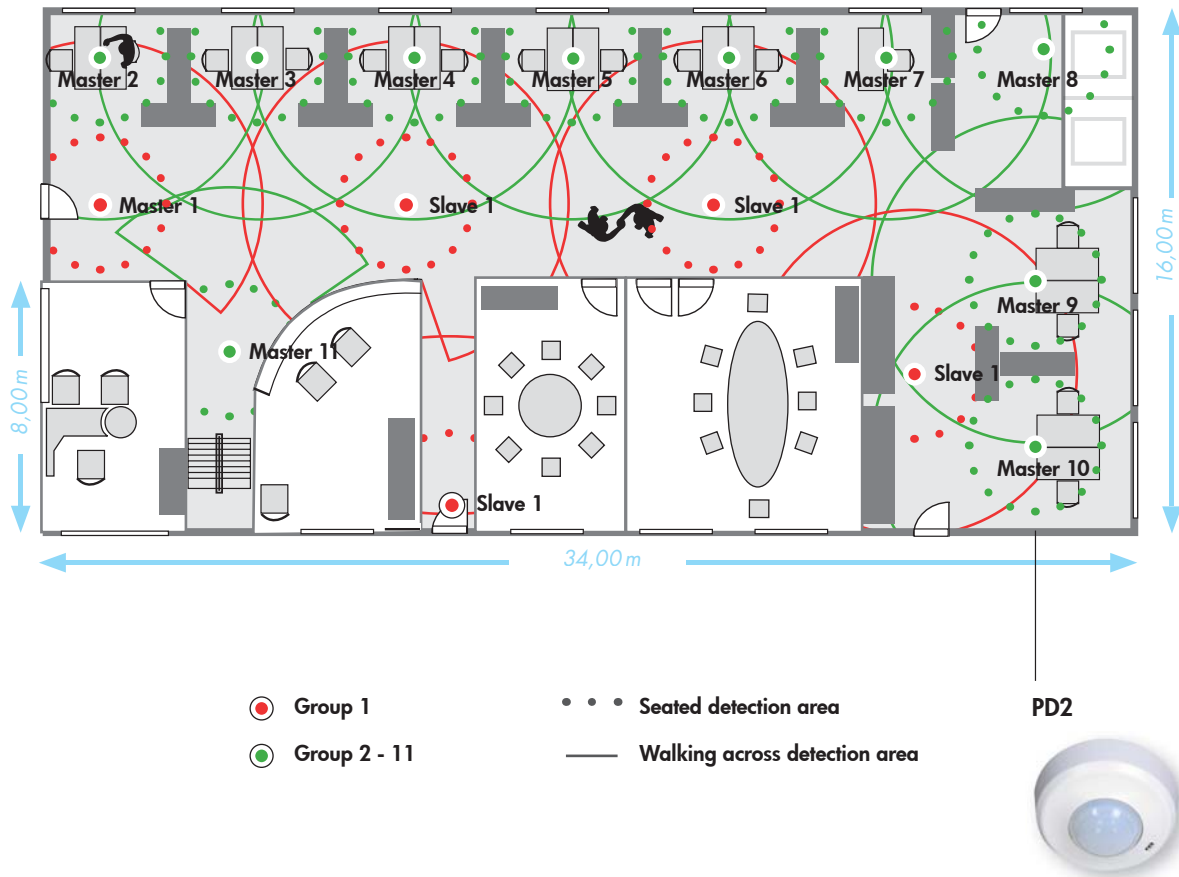 Master 2
Master 3
Master 4
Master 5
Master 6
Master 7
Master 8
Master 1
Slave 1
Slave 1
16,00 m
Master 9
Master 11
Slave 1
8,00 m
Master 10
Slave 1
34,00 m
Group 1
Seated detection area
PD2
Group 2 - 11
Walking across detection area